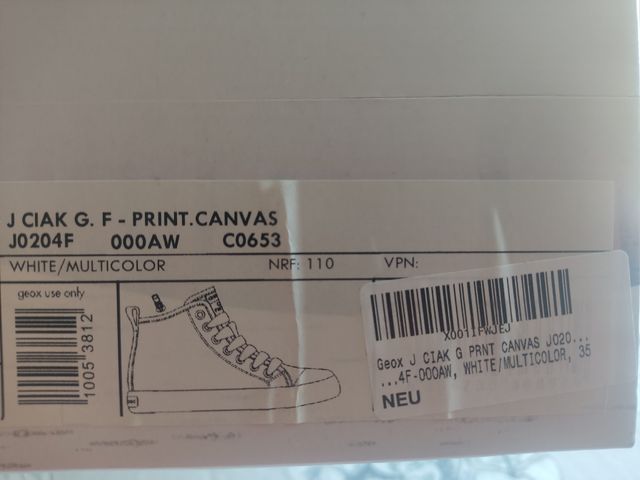 J CIAK G. F - PRINT.CANVAS
J0204F 000AW C0653
WHITE/MULTICOLOR NRF: 110 VPN:
geox use only
1005 3812
X001IFWJEJ
Geox J CIAK G PRNT CANVAS J020...
...4F-000AW, WHITE/MULTICOLOR, 35
NEU